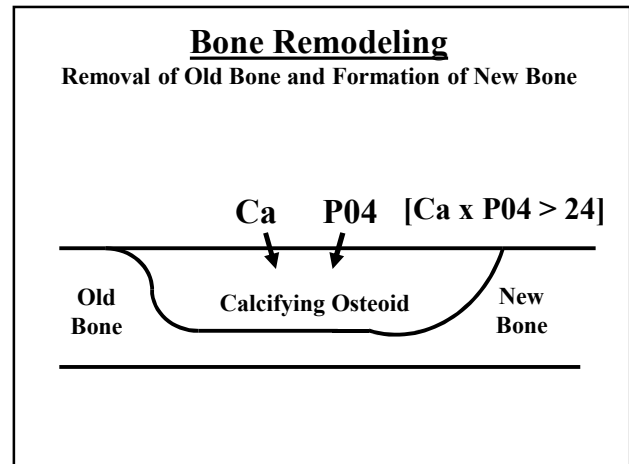 Bone Remodeling
Removal of Old Bone and Formation of New Bone
Ca P04 [Ca x P04 > 24]
Old
Bone
Calcifying Osteoid
New
Bone